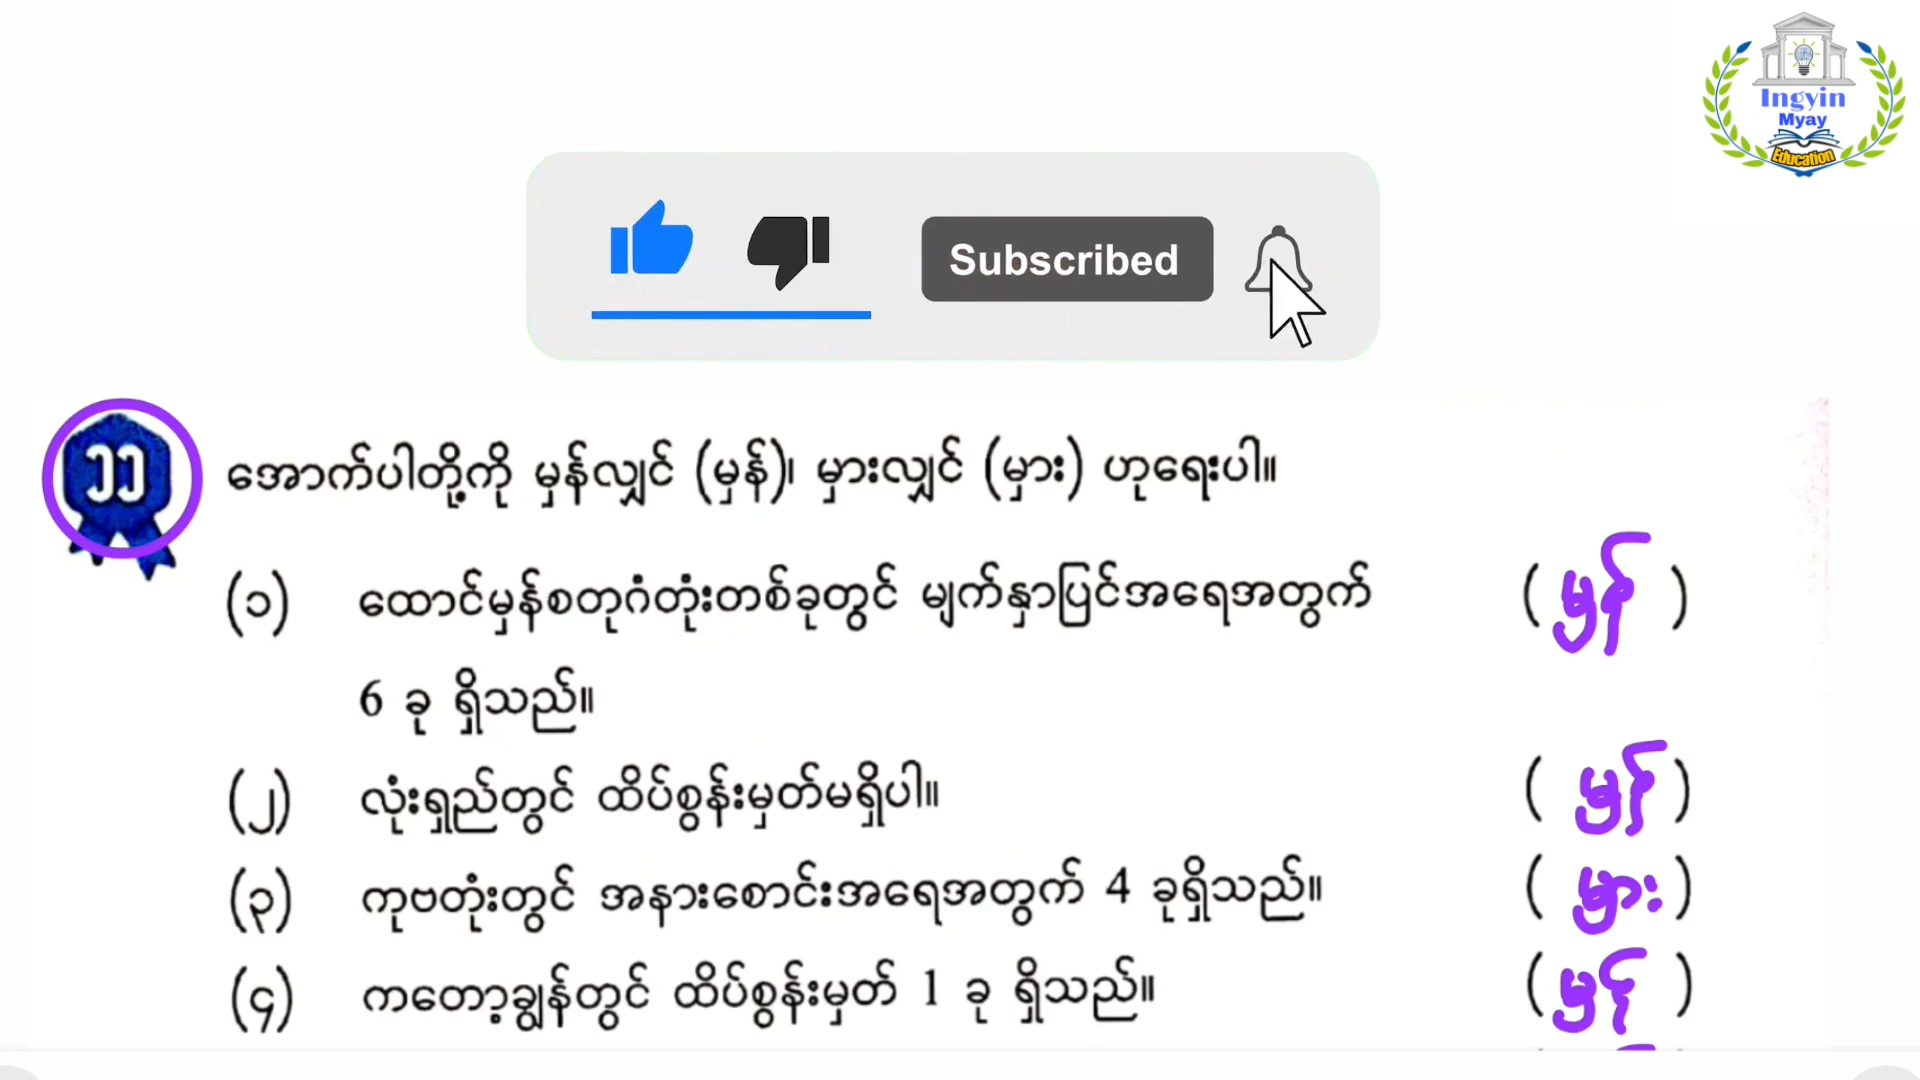 Ingyin
Myay
Education
Subscribed
၁၁ အောက်ပါတို့ကို မှန်လျှင် (မှန်)၊ မှားလျှင် (မှား) ဟုရေးပါ။
(၁) ထောင့်မှန်စတုဂံတုံးတစ်ခုတွင် မျက်နှာပြင်အရေအတွက် (မှန်)
6 ခု ရှိသည်။
(၂) လုံးရှည်တွင် ထိပ်စွန်းမှတ်မရှိပါ။ (မှန်)
(၃) ကုဗတုံးတွင် အနားစောင်းအရေအတွက် 4 ခုရှိသည်။ (မှား)
(၄) ကတော့ချွန်တွင် ထိပ်စွန်းမှတ် 1 ခု ရှိသည်။ (မှန်)